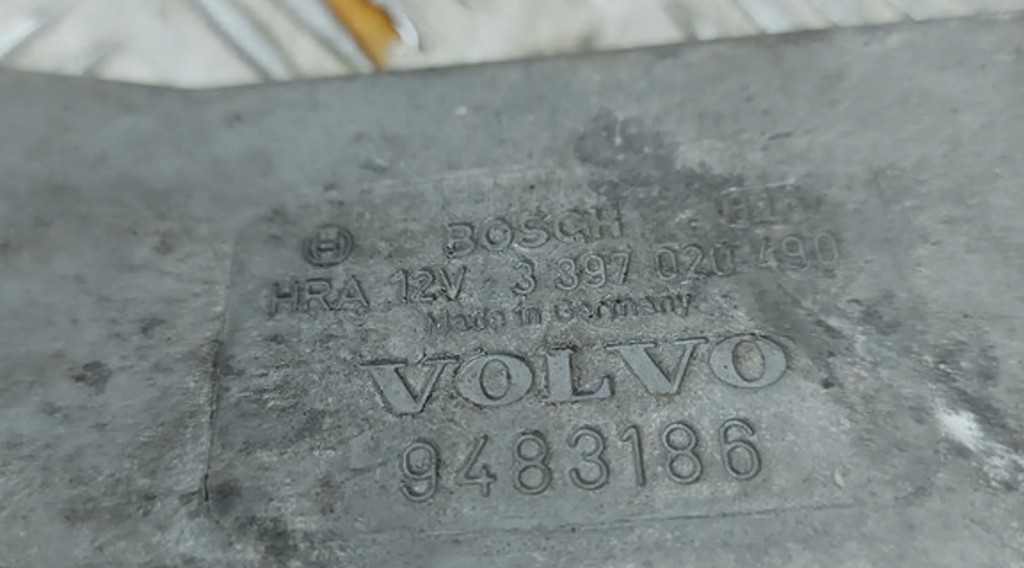 BOSCH
HRA 12V 3 397 020 490
Made in Germany
VOLVO
9483186